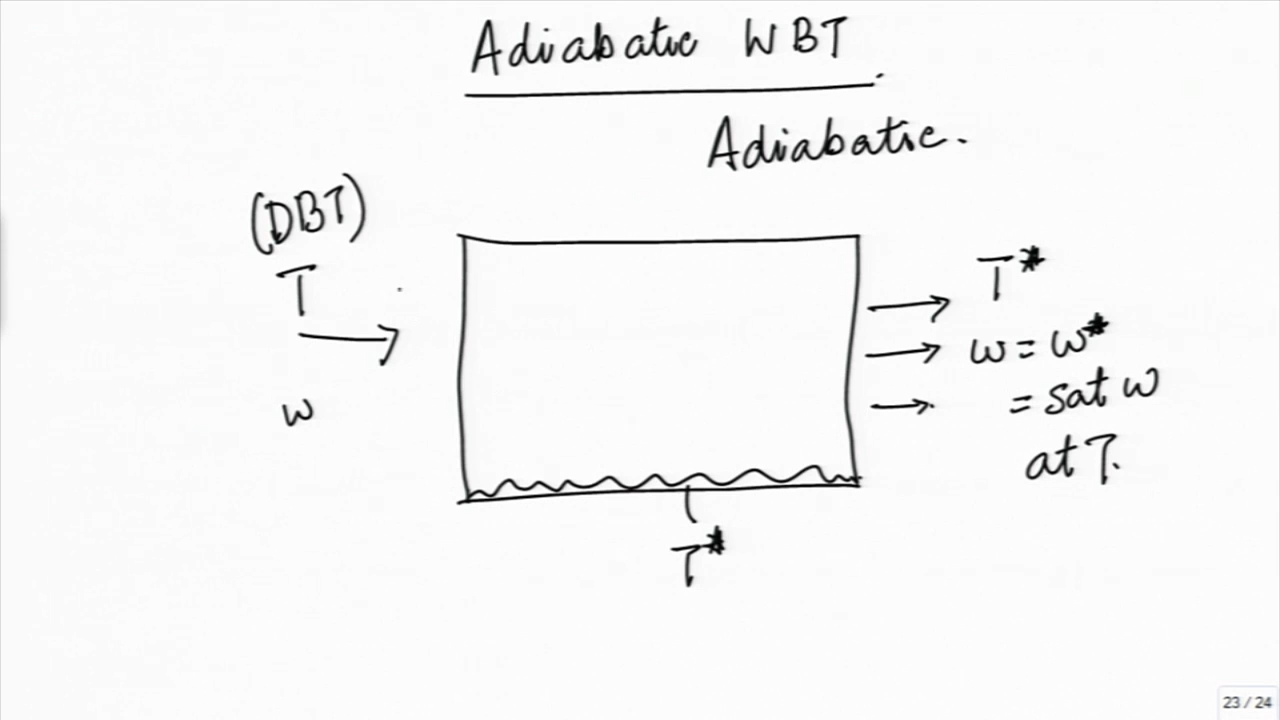 Adiabatic WBT
Adiabatic.
(DBT)
T
w
T*
w = w*
= sat w
at T.
T*
23 / 24